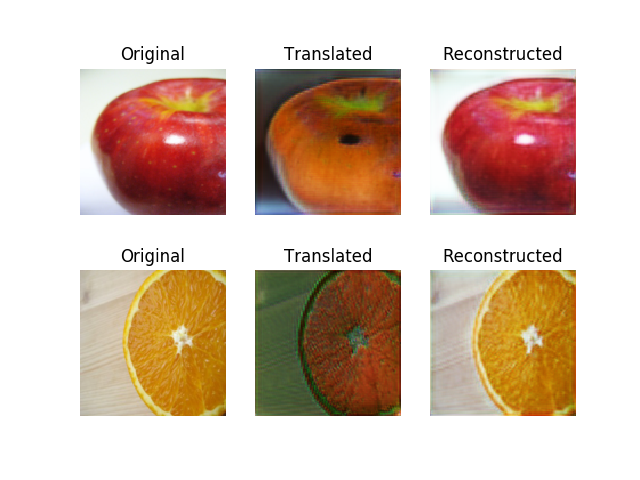 Original
Translated
Reconstructed
Original
Translated
Reconstructed